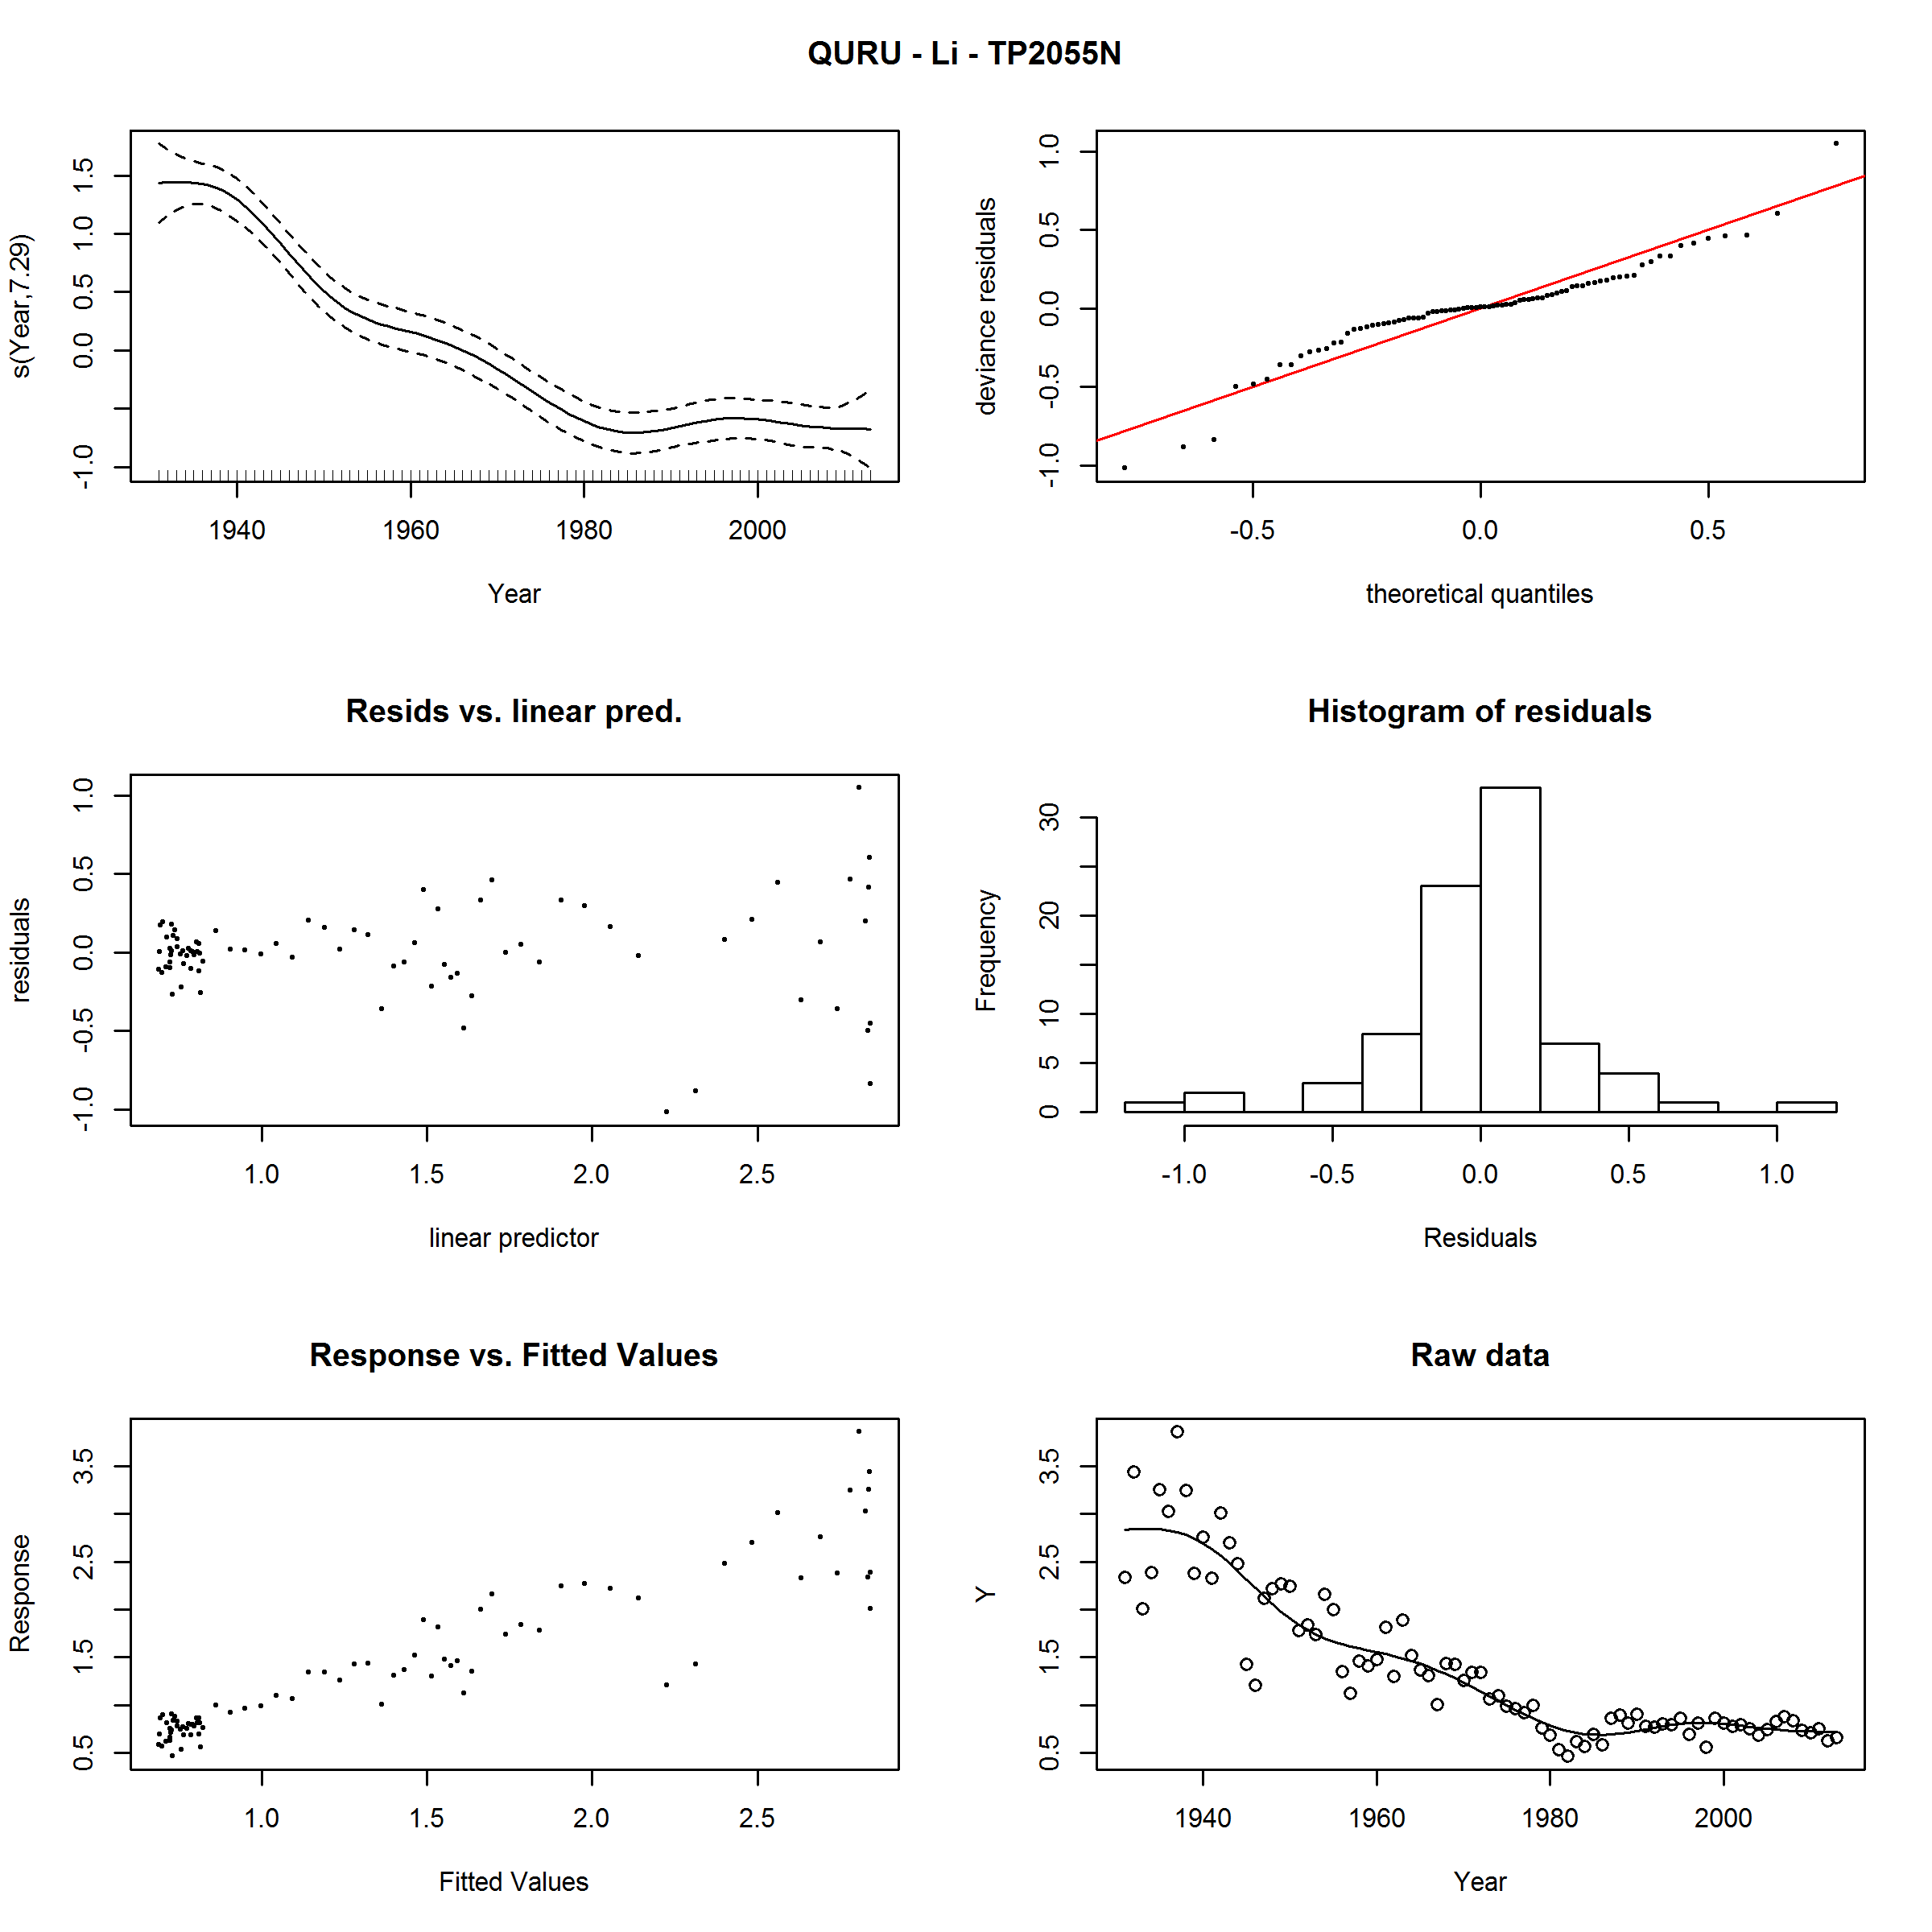 QURU - Li - TP2055N
s(Year,7.29)
-1.0 0.0 0.5 1.0 1.5
1940 1960 1980 2000
Year
deviance residuals
-1.0 -0.5 0.0 0.5 1.0
-0.5 0.0 0.5
theoretical quantiles
Resids vs. linear pred.
residuals
-1.0 -0.5 0.0 0.5 1.0
1.0 1.5 2.0 2.5
linear predictor
Histogram of residuals
Frequency
0 5 10 20 30
-1.0 -0.5 0.0 0.5 1.0
Residuals
Response vs. Fitted Values
Response
0.5 1.5 2.5 3.5
1.0 1.5 2.0 2.5
Fitted Values
Raw data
Y
0.5 1.5 2.5 3.5
1940 1960 1980 2000
Year